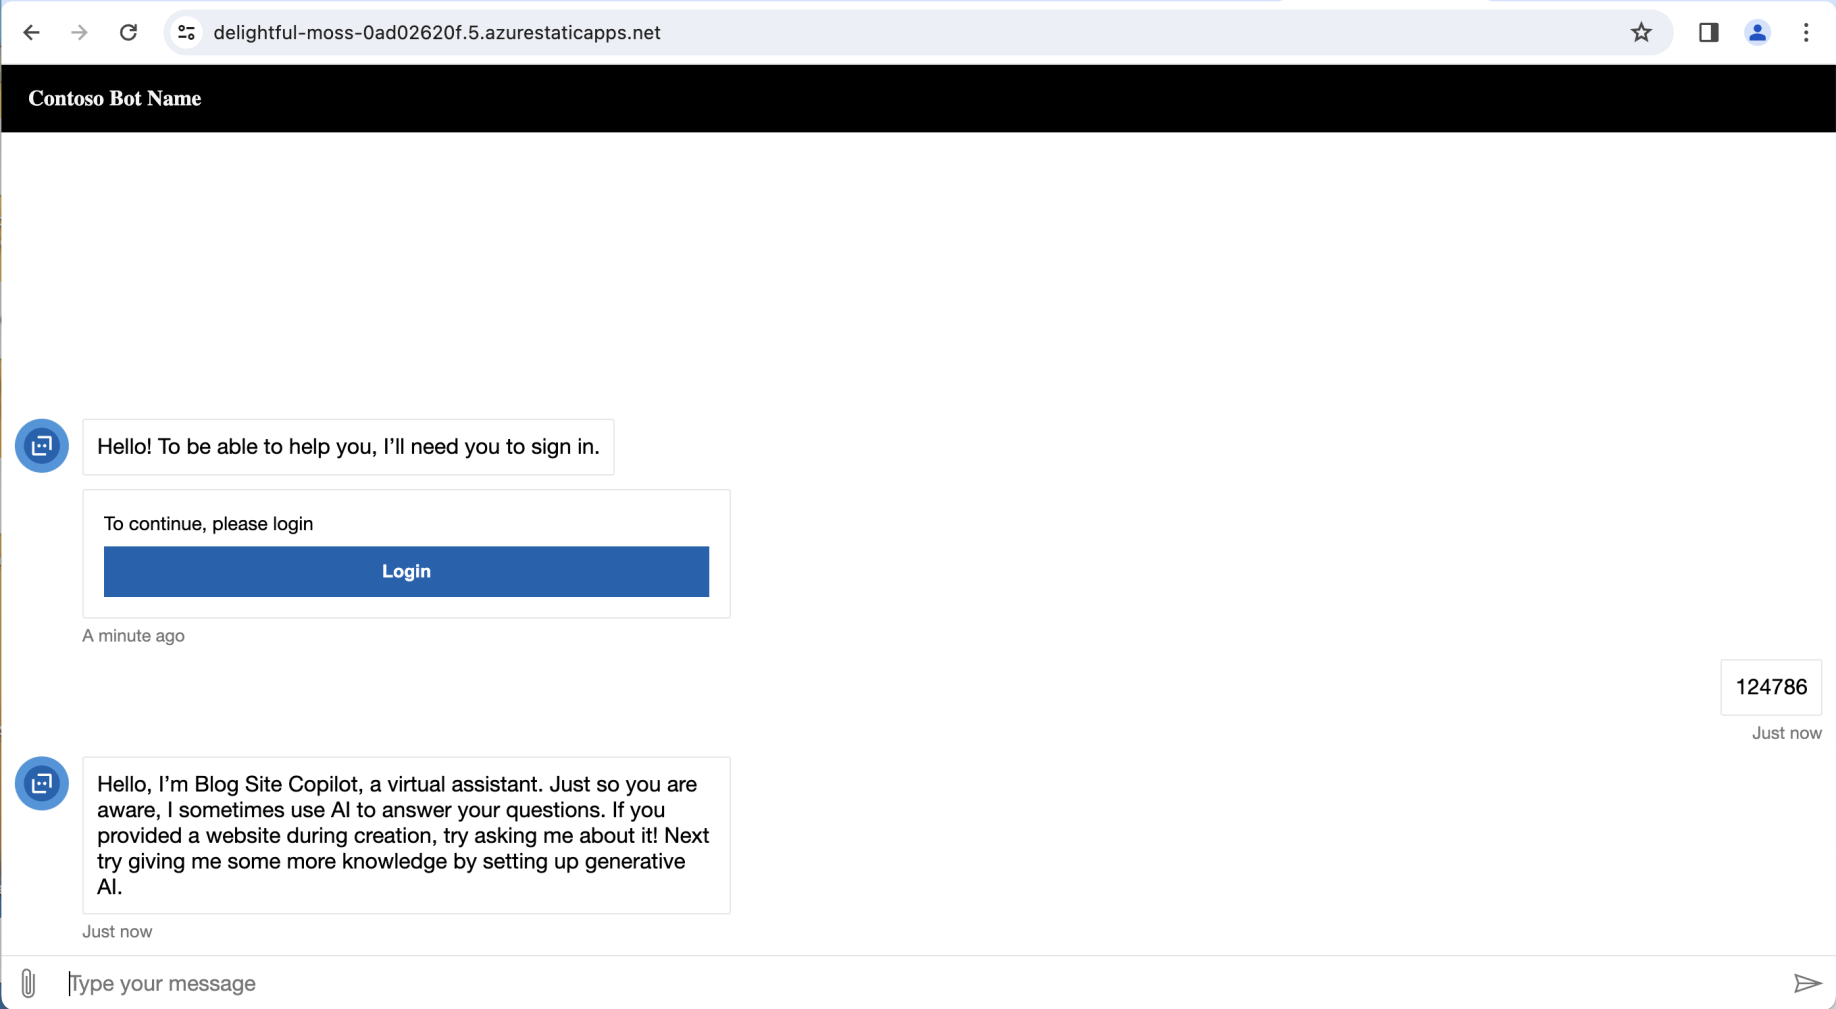 delightful-moss-0ad02620f.5.azurestaticapps.net
Contoso Bot Name
Hello! To be able to help you, I’ll need you to sign in.
To continue, please login
Login
A minute ago
124786
Just now
Hello, I’m Blog Site Copilot, a virtual assistant. Just so you are
aware, I sometimes use AI to answer your questions. If you
provided a website during creation, try asking me about it! Next
try giving me some more knowledge by setting up generative
AI.
Just now
Type your message